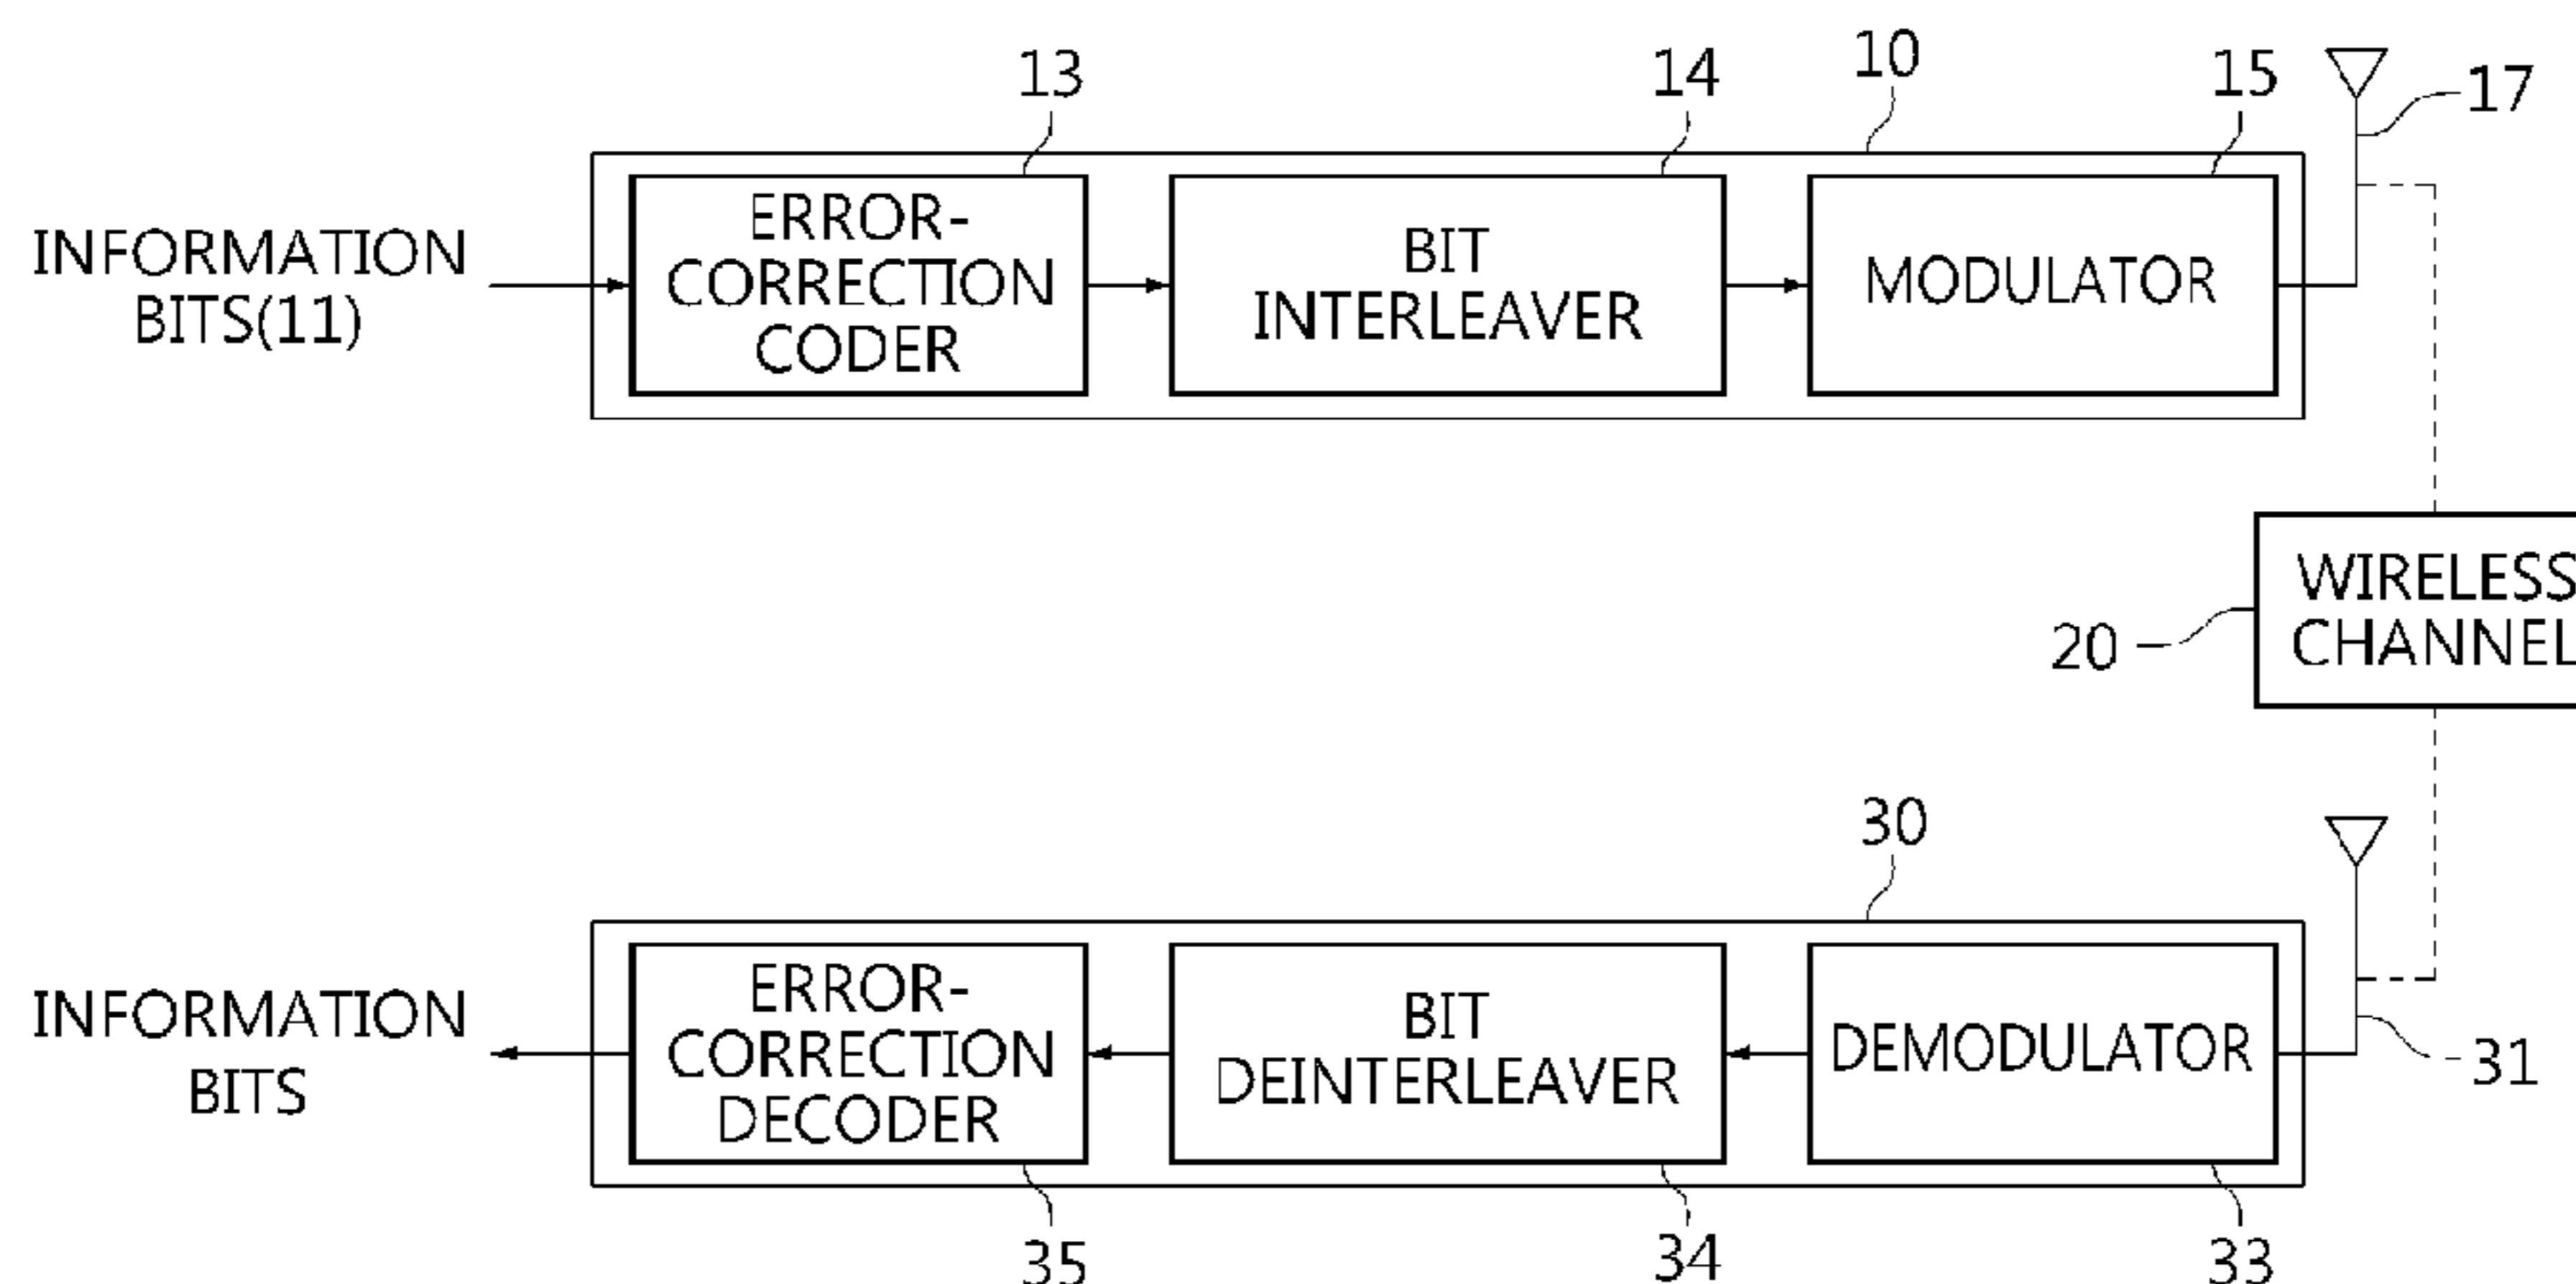 13
14
10
15
17
INFORMATION
BITS(11)
ERROR-
CORRECTION
CODER
BIT
INTERLEAVER
MODULATOR
20
WIRELESS
CHANNEL
30
31
INFORMATION
BITS
ERROR-
CORRECTION
DECODER
BIT
DEINTERLEAVER
DEMODULATOR
35
34
33